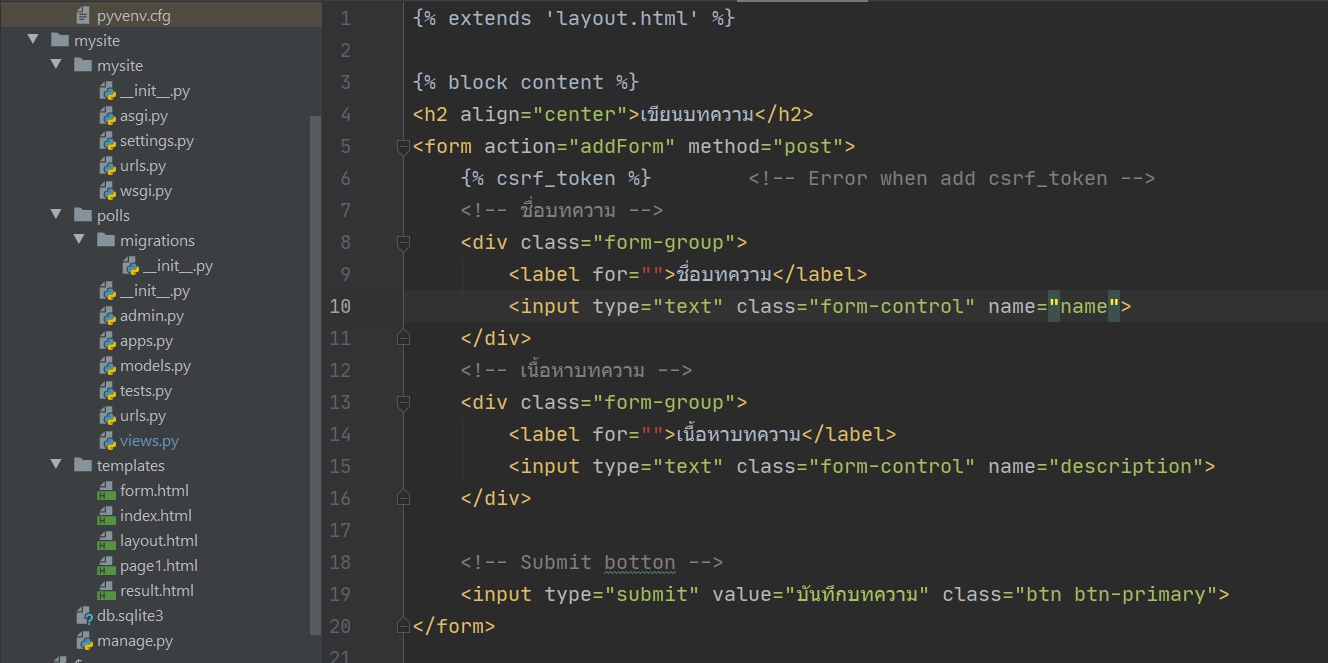 pyvenv.cfg
mysite
mysite
__init__.py
asgi.py
settings.py
urls.py
wsgi.py
polls
migrations
__init__.py
__init__.py
admin.py
apps.py
models.py
tests.py
urls.py
views.py
templates
form.html
index.html
layout.html
page1.html
result.html
db.sqlite3
manage.py
1 {% extends 'layout.html' %}
2
3 {% block content %}
4 <h2 align="center">เขียนบทความ</h2>
5 <form action="addForm" method="post">
6 {% csrf_token %} <!-- Error when add csrf_token -->
7 <!-- ชื่อบทความ -->
8 <div class="form-group">
9 <label for="">ชื่อบทความ</label>
10 <input type="text" class="form-control" name="name">
11 </div>
12 <!-- เนื้อหาบทความ -->
13 <div class="form-group">
14 <label for="">เนื้อหาบทความ</label>
15 <input type="text" class="form-control" name="description">
16 </div>
17
18 <!-- Submit botton -->
19 <input type="submit" value="บันทึกบทความ" class="btn btn-primary">
20 </form>
21